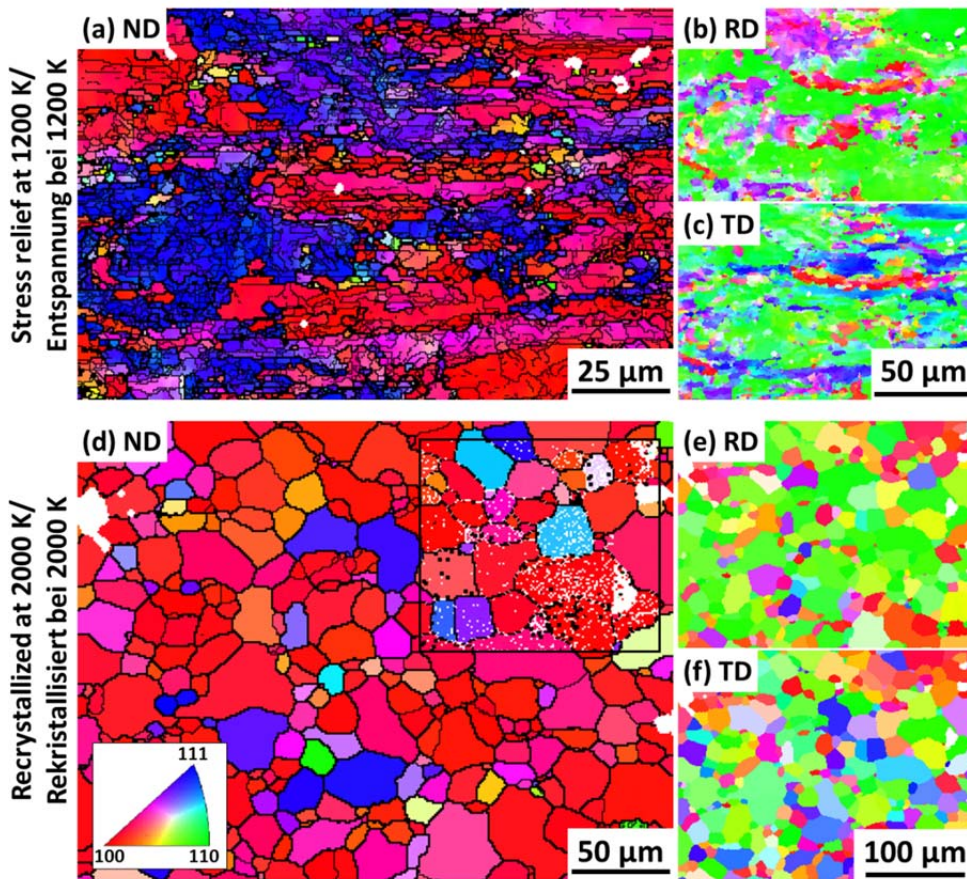 Stress relief at 1200 K/
Entspannung bei 1200 K
(a) ND
25 μm
(b) RD
(c) TD
50 μm
Recrystallized at 2000 K/
Rekristallisiert bei 2000 K
(d) ND
111
100
110
50 μm
(e) RD
(f) TD
100 μm